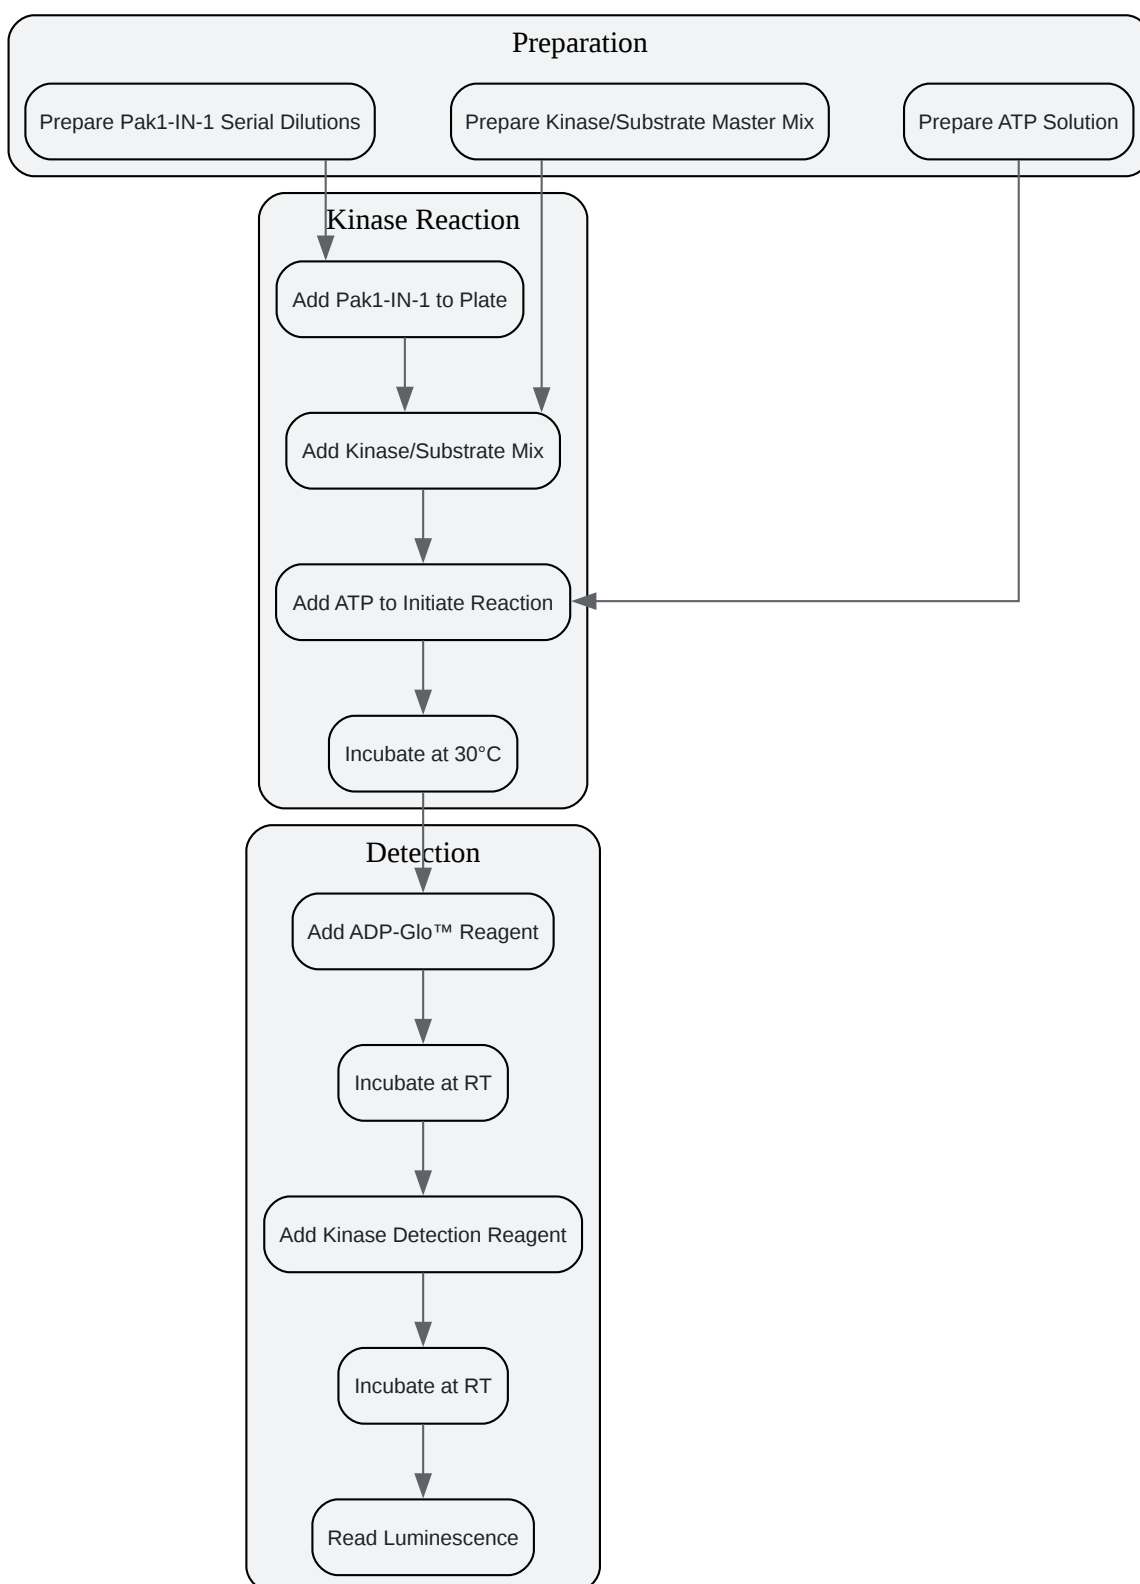 Preparation
Prepare Pak1-IN-1 Serial Dilutions
Prepare Kinase/Substrate Master Mix
Prepare ATP Solution
Kinase Reaction
Add Pak1-IN-1 to Plate
Add Kinase/Substrate Mix
Add ATP to Initiate Reaction
Incubate at 30°C
Detection
Add ADP-Glo™ Reagent
Incubate at RT
Add Kinase Detection Reagent
Incubate at RT
Read Luminescence